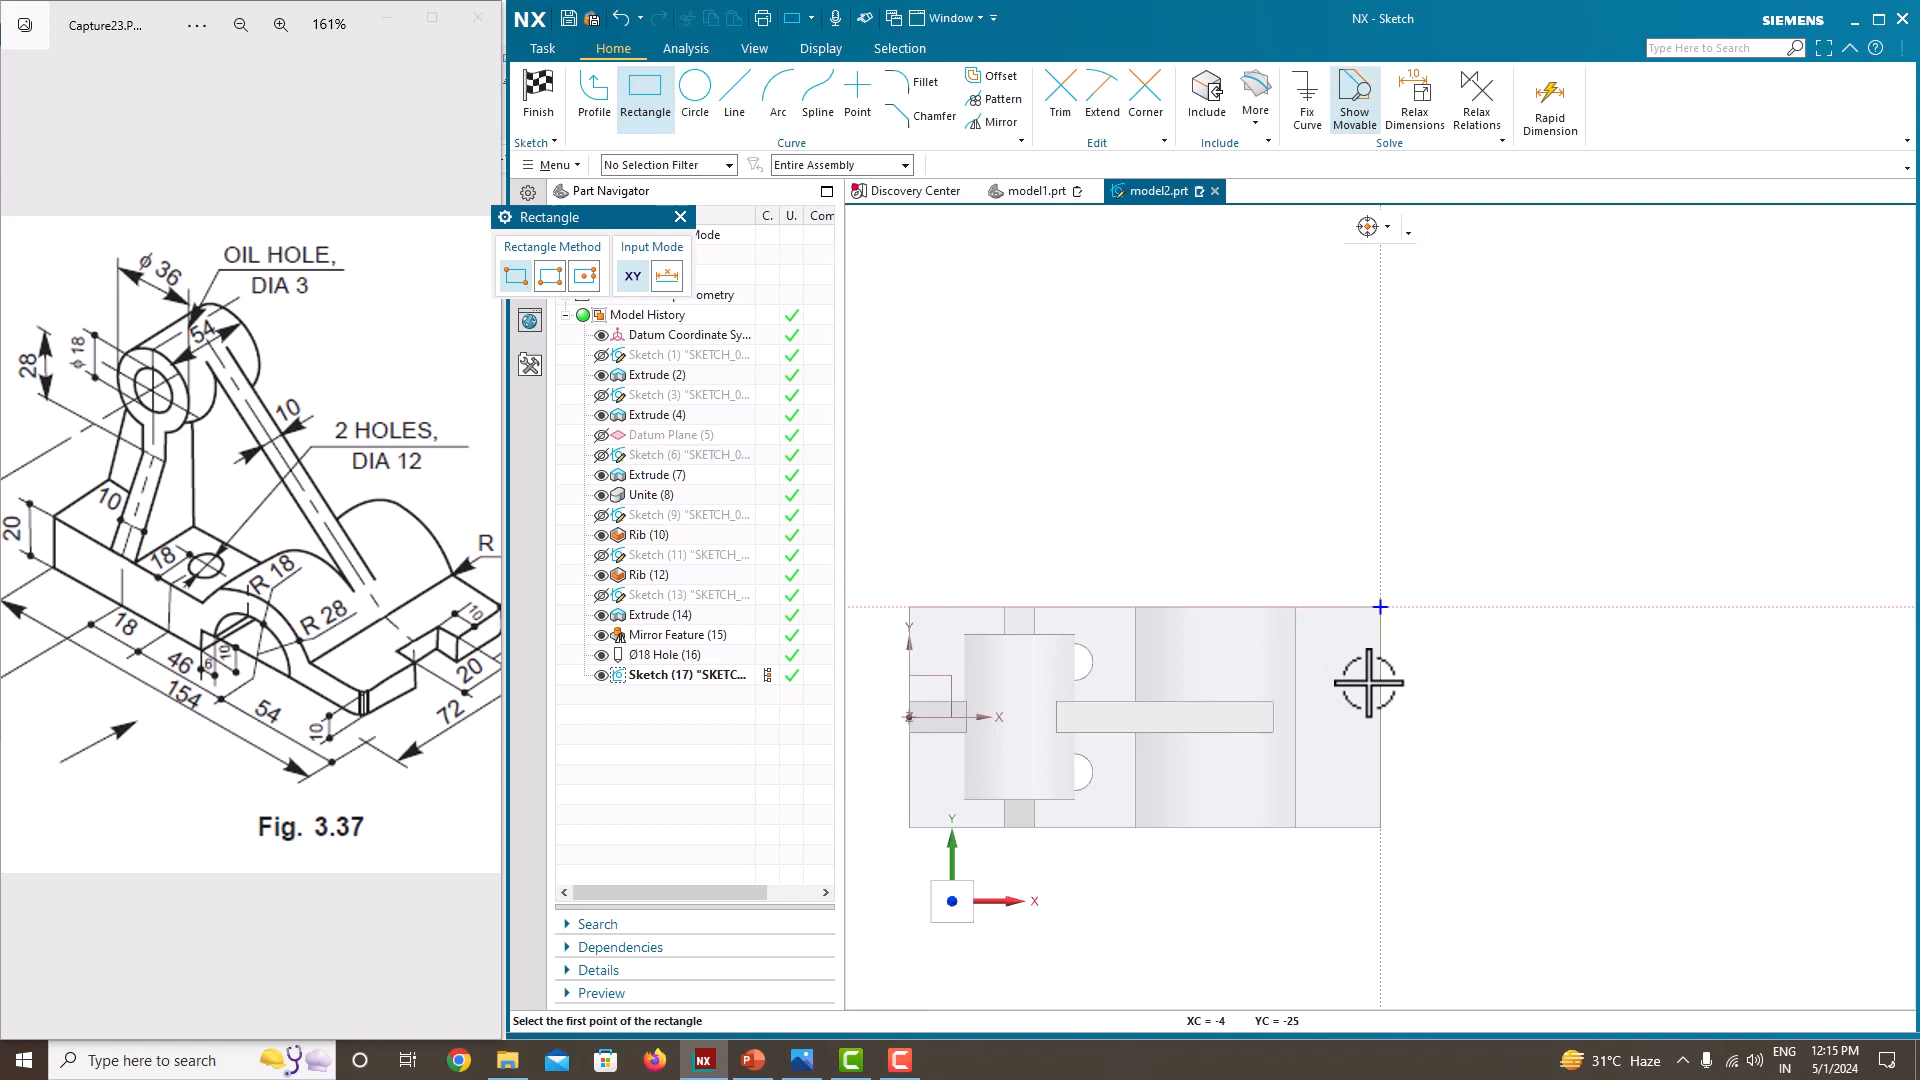 Capture23.P...
161%
NX
Window
NX - Sketch
SIEMENS
Task
Home
Analysis
View
Display
Selection
Type Here to Search
Finish
Profile
Rectangle
Circle
Line
Arc
Spline
Point
Fillet
Chamfer
Offset
Pattern
Mirror
Trim
Extend
Corner
Include
More
Fix
Curve
Show
Movable
Relax
Dimensions
Relax
Relations
Rapid
Dimension
Sketch
Curve
Edit
Include
Solve
Menu
No Selection Filter
Entire Assembly
Part Navigator
Discovery Center
model1.prt
model2.prt
C.
U.
Com
Rectangle
Rectangle Method
Input Mode
XY
Model History
Datum Coordinate Sy...
Sketch (1) "SKETCH_0...
Extrude (2)
Sketch (3) "SKETCH_0...
Extrude (4)
Datum Plane (5)
Sketch (6) "SKETCH_0...
Extrude (7)
Unite (8)
Sketch (9) "SKETCH_0...
Rib (10)
Sketch (11) "SKETCH_...
Rib (12)
Sketch (13) "SKETCH_...
Extrude (14)
Mirror Feature (15)
Ø18 Hole (16)
Sketch (17) "SKETC...
Search
Dependencies
Details
Preview
Select the first point of the rectangle
XC = -4
YC = -25
Y
X
Y
X
ϕ 36
OIL HOLE,
DIA 3
54
ϕ 18
28
10
2 HOLES,
DIA 12
10
20
18
R 18
R
R 28
10
18
46
6
10
154
54
20
72
10
Fig. 3.37
Type here to search
31°C Haze
ENG
IN
12:15 PM
5/1/2024